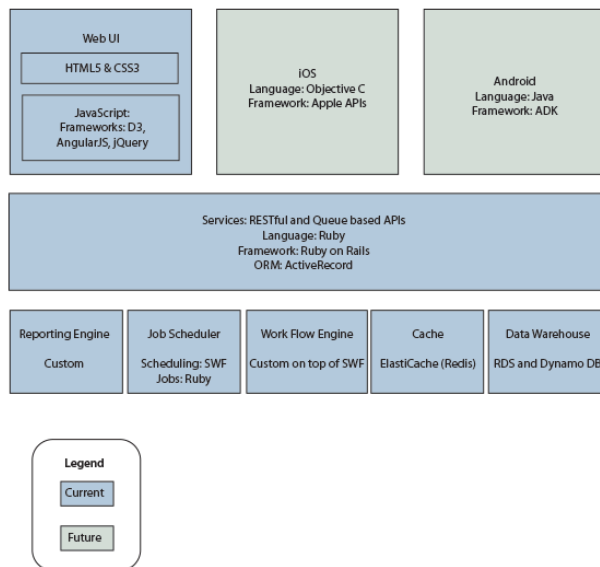 Web UI
HTML5 & CSS3
JavaScript:
Frameworks: D3,
AngularJS, jQuery
iOS
Language: Objective C
Framework: Apple APIs
Android
Language: Java
Framework: ADK
Services: RESTful and Queue based APIs
Language: Ruby
Framework: Ruby on Rails
ORM: ActiveRecord
Reporting Engine
Custom
Job Scheduler
Scheduling: SWF
Jobs: Ruby
Work Flow Engine
Custom on top of SWF
Cache
ElastiCache (Redis)
Data Warehouse
RDS and Dynamo DB
Legend
Current
Future